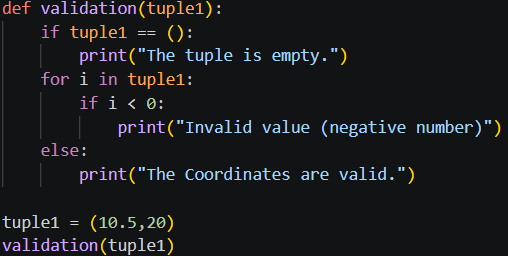 def validation(tuple1):
    if tuple1 == ():
        print("The tuple is empty.")
    for i in tuple1:
        if i < 0:
            print("Invalid value (negative number)")
    else:
        print("The Coordinates are valid.")

tuple1 = (10.5,20)
validation(tuple1)